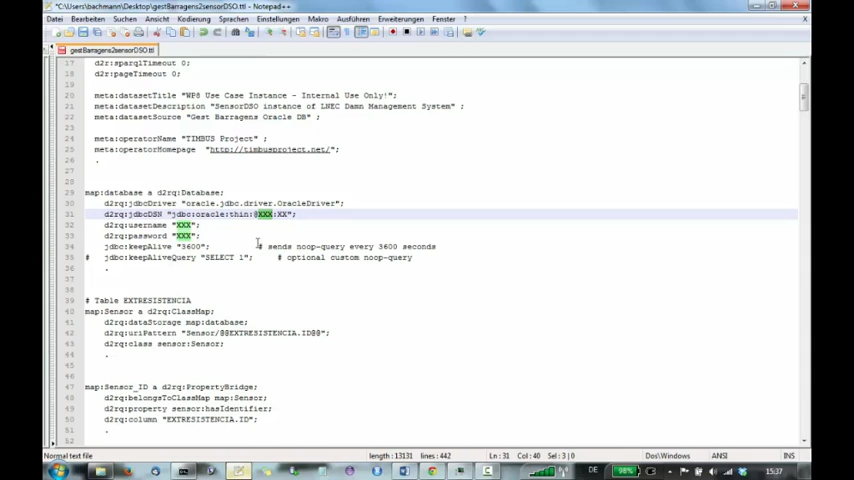 *C:\Users\bachmann\Desktop\gestBarragens2sensorDSO.ttl - Notepad++
Datei Bearbeiten Suchen Ansicht Kodierung Sprachen Einstellungen Makro Ausführen Erweiterungen Fenster ?
X
gestBarragens2sensorDSO.ttl
17 d2r:sparqlTimeout 0;
18 d2r:pageTimeout 0;
19
20 meta:datasetTitle "WP8 Use Case Instance - Internal Use Only!";
21 meta:datasetDescription "SensorDSO instance of LNEC Damn Management System" ;
22 meta:datasetSource "Gest Barragens Oracle DB" ;
23
24 meta:operatorName "TIMBUS Project" ;
25 meta:operatorHomepage "http://timbusproject.net/";
26 .
27
28
29 map:database a d2rq:Database;
30 d2rq:jdbcDriver "oracle.jdbc.driver.OracleDriver";
31 d2rq:jdbcDSN "jdbc:oracle:thin:@XXX:XX";
32 d2rq:username "XXX";
33 d2rq:password "XXX";
34 jdbc:keepAlive "3600"; # sends noop-query every 3600 seconds
35 # jdbc:keepAliveQuery "SELECT 1"; # optional custom noop-query
36 .
37
38
39 # Table EXTRESISTENCIA
40 map:Sensor a d2rq:ClassMap;
41 d2rq:dataStorage map:database;
42 d2rq:uriPattern "Sensor/@@EXTRESISTENCIA.ID@@";
43 d2rq:class sensor:Sensor;
44 .
45
46
47 map:Sensor_ID a d2rq:PropertyBridge;
48 d2rq:belongsToClassMap map:Sensor;
49 d2rq:property sensor:hasIdentifier;
50 d2rq:column "EXTRESISTENCIA.ID";
51 .
52
Normal text file length : 13131 lines : 442 Ln : 31 Col : 40 Sel : 3 | 0 Dos\Windows ANSI INS
DE 98% 15:37